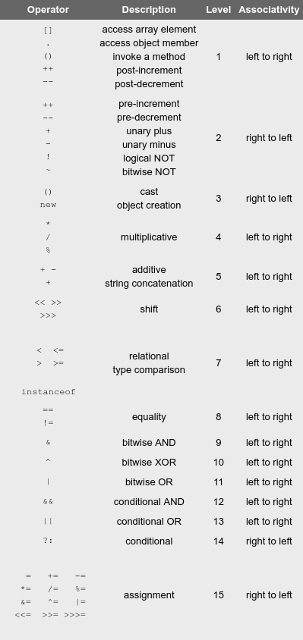 Operator Description Level Associativity
[] access array element
. access object member
() invoke a method 1 left to right
++ post-increment
-- post-decrement
++ pre-increment
-- pre-decrement
+ unary plus 2 right to left
- unary minus
! logical NOT
~ bitwise NOT
() cast 3 right to left
new object creation
*
/ multiplicative 4 left to right
%
+ - additive 5 left to right
+ string concatenation
<< >> shift 6 left to right
>>>
< <= relational 7 left to right
> >= type comparison
instanceof
== equality 8 left to right
!=
& bitwise AND 9 left to right
^ bitwise XOR 10 left to right
| bitwise OR 11 left to right
&& conditional AND 12 left to right
|| conditional OR 13 left to right
?: conditional 14 right to left
= += -=
*= /= %= assignment 15 right to left
&= ^= |=
<<= >>= >>>=